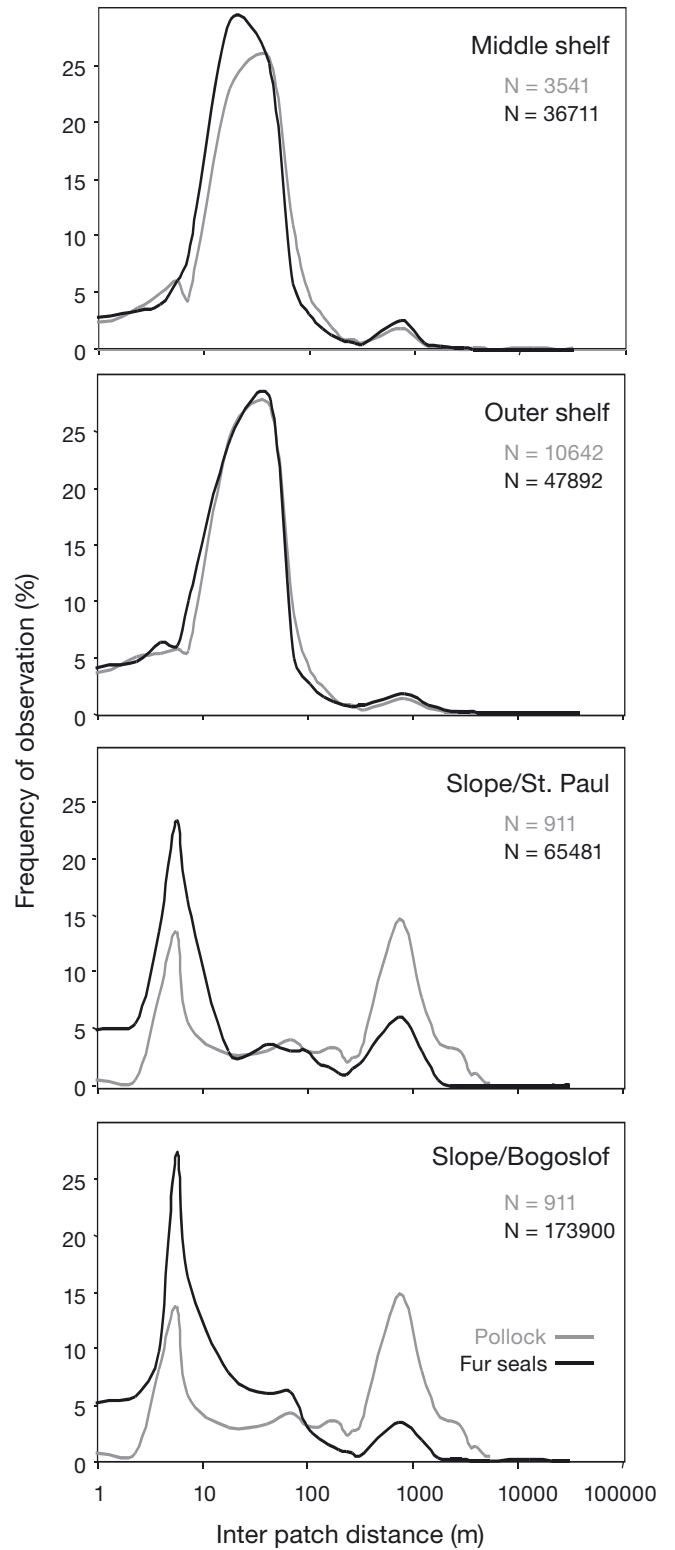 Middle shelf
N = 3541
N = 36711
25
20
15
10
5
0
Outer shelf
N = 10642
N = 47892
25
20
15
10
5
0
Frequency of observation (%)
Slope/St. Paul
N = 911
N = 65481
25
20
15
10
5
0
Slope/Bogoslof
N = 911
N = 173900
25
20
15
10
5
0
Pollock
Fur seals
1 10 100 1000 10000 100000
Inter patch distance (m)